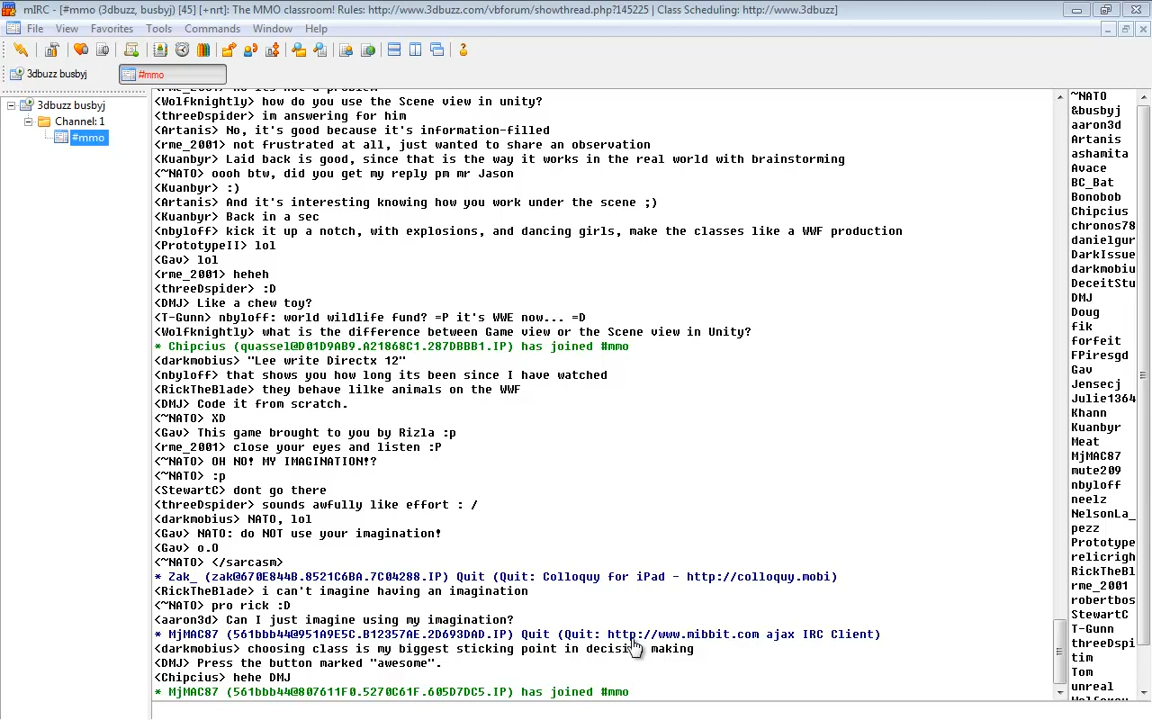 mIRC - [#mmo (3dbuzz, busbyj) [45] [+nrt]: The MMO classroom! Rules: http://www.3dbuzz.com/vbforum/showthread.php?145225 | Class Scheduling: http://www.3dbuzz]
File View Favorites Tools Commands Window Help
3dbuzz busbyj #mmo
3dbuzz busbyj
Channel: 1
#mmo
<Wolfknightly> how do you use the Scene view in unity?
<threeDspider> im answering for him
<Artanis> No, it's good because it's information-filled
<rme_2001> not frustrated at all, just wanted to share an observation
<Kuanbyr> Laid back is good, since that is the way it works in the real world with brainstorming
<~NATO> oooh btw, did you get my reply pm mr Jason
<Kuanbyr> :)
<Artanis> And it's interesting knowing how you work under the scene ;)
<Kuanbyr> Back in a sec
<nbyloff> kick it up a notch, with explosions, and dancing girls, make the classes like a WWF production
<PrototypeII> lol
<Gav> lol
<rme_2001> heheh
<threeDspider> :D
<DMJ> Like a chew toy?
<T-Gunn> nbyloff: world wildlife fund? =P it's WWE now... =D
<Wolfknightly> what is the difference between Game view or the Scene view in Unity?
* Chipcius (quassel@D01D9AB9.A21868C1.287DBBB1.IP) has joined #mmo
<darkmobius> "Lee write Directx 12"
<nbyloff> that shows you how long its been since I have watched
<RickTheBlade> they behave lilke animals on the WWF
<DMJ> Code it from scratch.
<~NATO> XD
<Gav> This game brought to you by Rizla :p
<rme_2001> close your eyes and listen :P
<~NATO> OH NO! MY IMAGINATION!?
<~NATO> :p
<StewartC> dont go there
<threeDspider> sounds awfully like effort : /
<darkmobius> NATO, lol
<Gav> NATO: do NOT use your imagination!
<Gav> o.O
<~NATO> </sarcasm>
* Zak_ (zak@670E844B.8521C6BA.7C04288.IP) Quit (Quit: Colloquy for iPad - http://colloquy.mobi)
<RickTheBlade> i can't imagine having an imagination
<~NATO> pro rick :D
<aaron3d> Can I just imagine using my imagination?
* MjMAC87 (561bbb44@951A9E5C.B12357AE.2D693DAD.IP) Quit (Quit: http://www.mibbit.com ajax IRC Client)
<darkmobius> choosing class is my biggest sticking point in decision making
<DMJ> Press the button marked "awesome".
<Chipcius> hehe DMJ
* MjMAC87 (561bbb44@807611F0.5270C61F.605D7DC5.IP) has joined #mmo
~NATO
&busbyj
aaron3d
Artanis
ashamita
Avace
BC_Bat
Bonobob
Chipcius
chronos78
danielgur
DarkIssue
darkmobiu
DeceitStu
DMJ
Doug
fik
forfeit
FPiresgd
Gav
Jensecj
Julie1364
Khann
Kuanbyr
Meat
MjMAC87
mute209
nbyloff
neelz
NelsonLa_
pezz
Prototype
relicrigh
RickTheBl
rme_2001
robertbos
StewartC
T-Gunn
threeDspi
tim
Tom
unreal